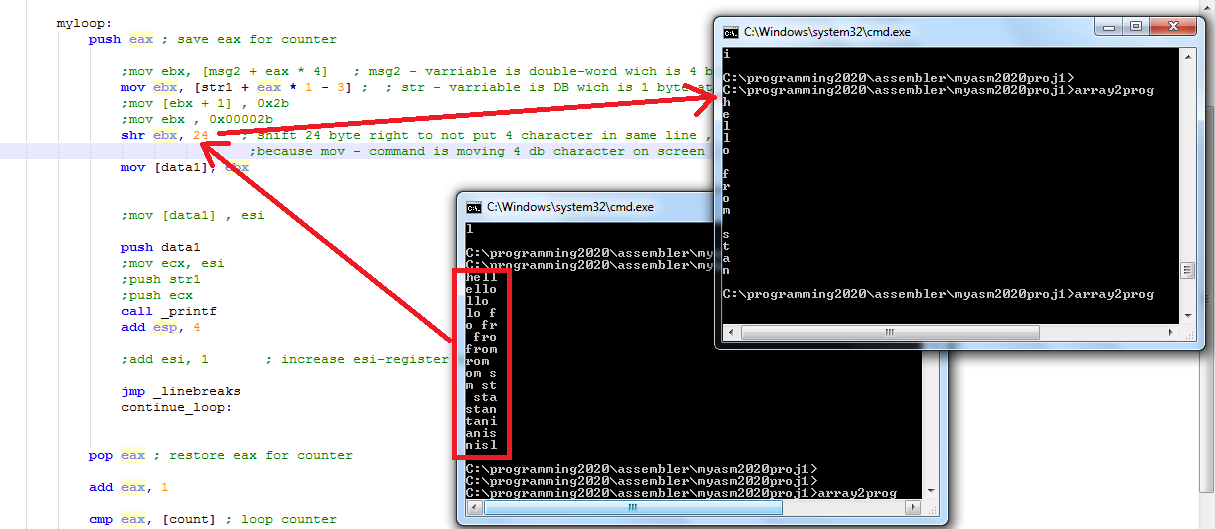 myloop:
push eax ; save eax for counter
;mov ebx, [msg2 + eax * 4] ; msg2 - varriable is double-word wich is 4 b
mov ebx, [str1 + eax * 1 - 3] ; ; str - varriable is DB wich is 1 byte at
;mov [ebx + 1] , 0x2b
;mov ebx , 0x00002b
shr ebx, 24 ; shift 24 byte right to not put 4 character in same line ,
;because mov - command is moving 4 db character on screen
mov [data1], ebx
;mov [data1] , esi
push data1
;mov ecx, esi
;push str1
;push ecx
call _printf
add esp, 4
;add esi, 1 ; increase esi-register
jmp _linebreaks
continue_loop:
pop eax ; restore eax for counter
add eax, 1
cmp eax, [count] ; loop counter
C:\Windows\system32\cmd.exe
l
C:\programming2020\assembler\my
C:\programming2020\assembler\my
hell
ello
llo
lo f
o fr
 fro
from
rom
om s
m st
 sta
stan
tani
anis
nisl
C:\programming2020\assembler\myasm2020proj1>
C:\programming2020\assembler\myasm2020proj1>
C:\programming2020\assembler\myasm2020proj1>array2prog
C:\Windows\system32\cmd.exe
i
C:\programming2020\assembler\myasm2020proj1>
C:\programming2020\assembler\myasm2020proj1>array2prog
h
e
l
l
o
f
r
o
m
s
t
a
n
C:\programming2020\assembler\myasm2020proj1>array2prog